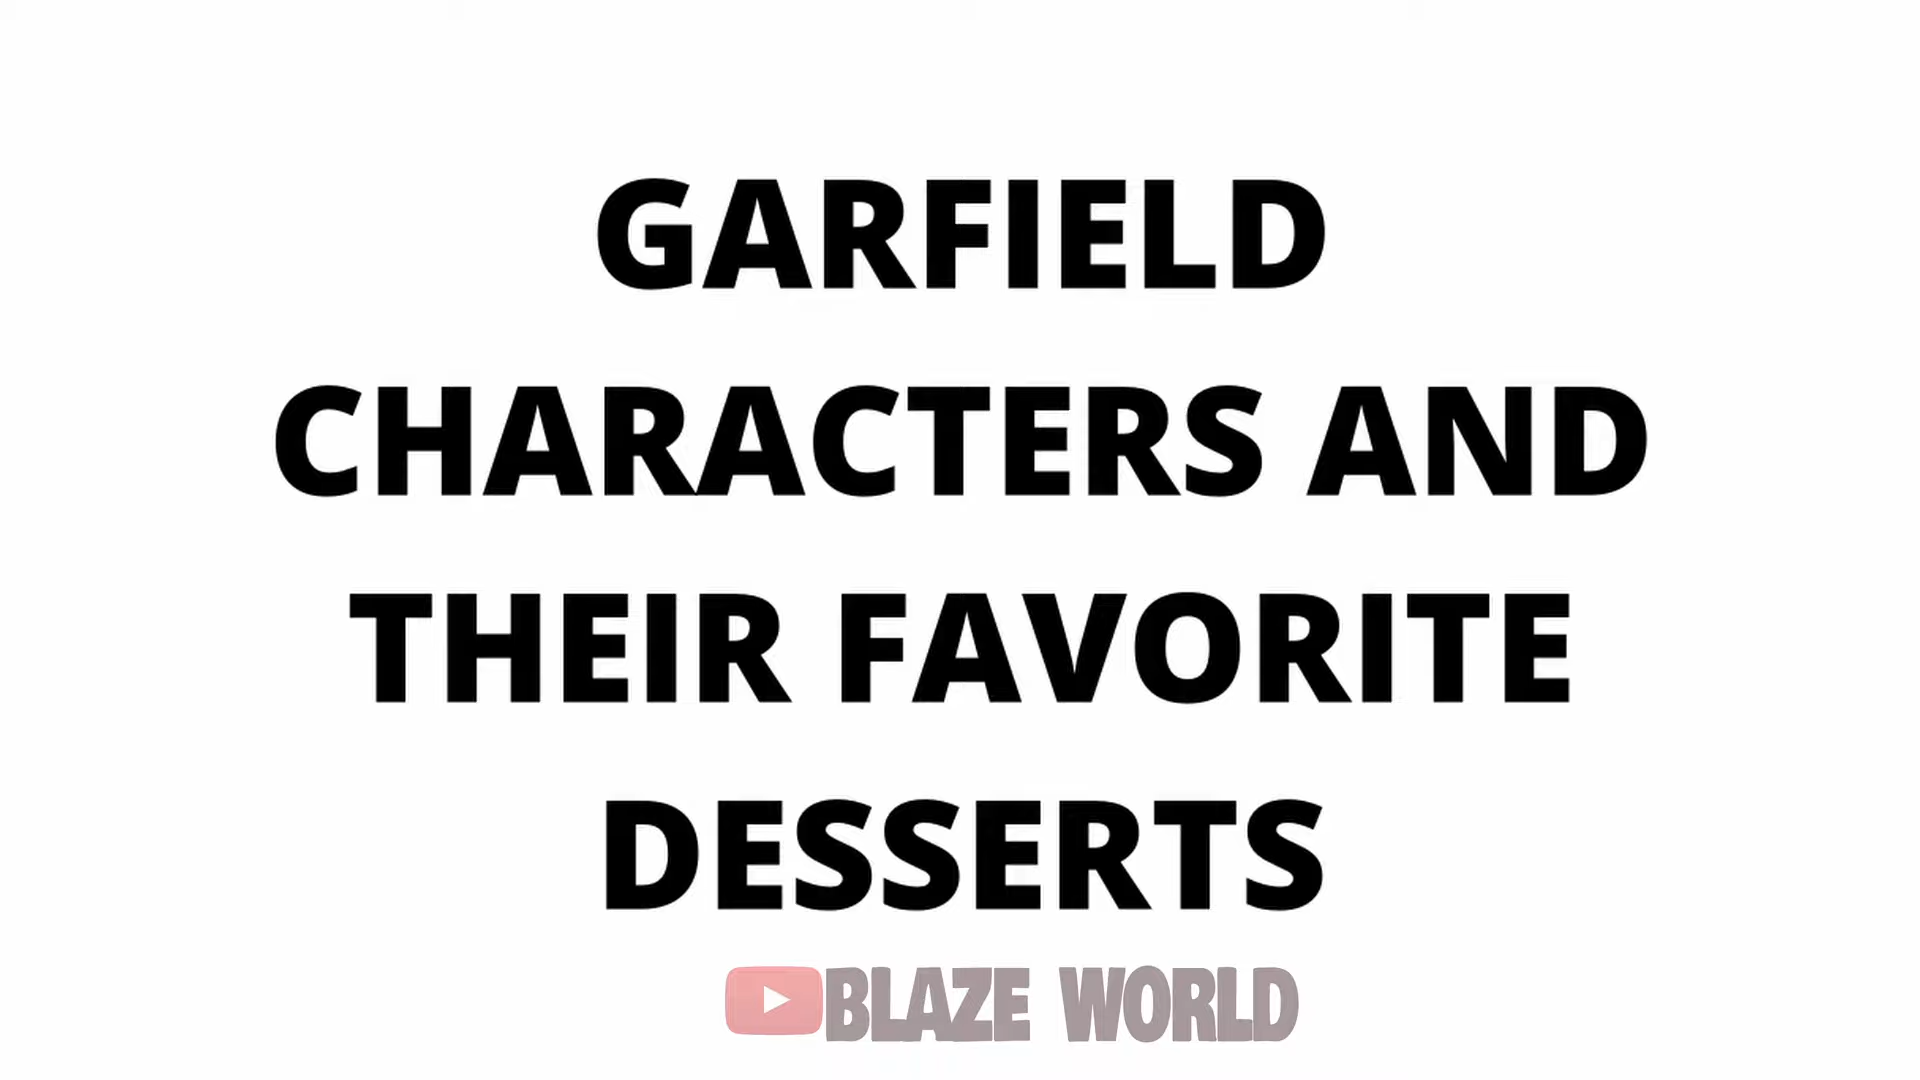 GARFIELD
CHARACTERS AND
THEIR FAVORITE
DESSERTS
BLAZE WORLD